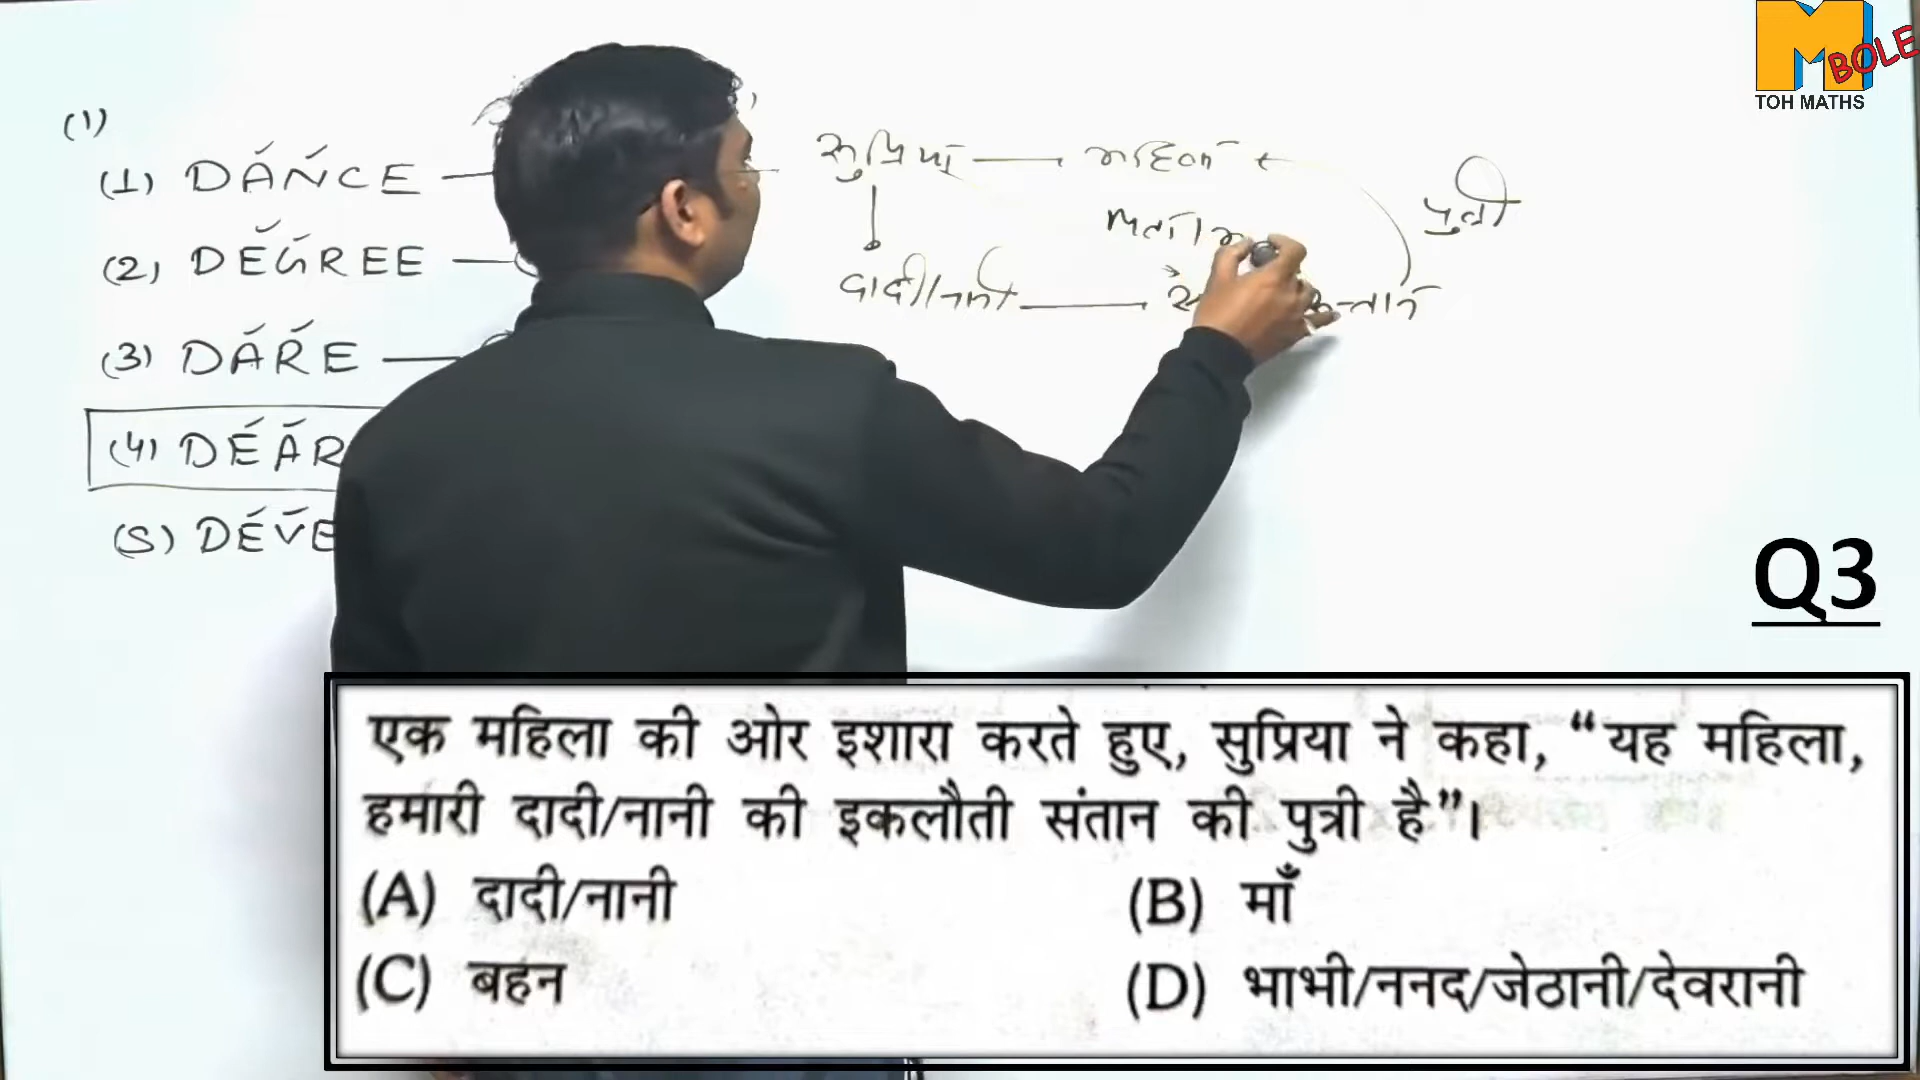 M BOLE
TOH MATHS
(1)
(1) DANCE
(2) DEGREE
(3) DARE
(4) DEAR
(5) DEVE
सुप्रिया
महिला
पुत्री
दादी/नानी
Q3
एक महिला की ओर इशारा करते हुए, सुप्रिया ने कहा, “यह महिला,
हमारी दादी/नानी की इकलौती संतान की पुत्री है”।
(A) दादी/नानी
(B) माँ
(C) बहन
(D) भाभी/ननद/जेठानी/देवरानी